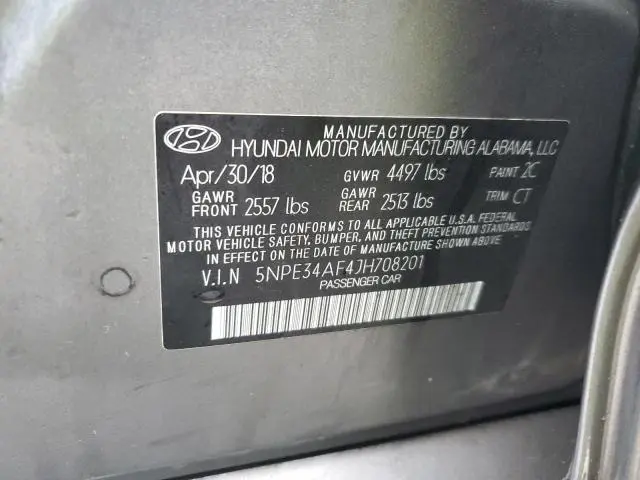 MANUFACTURED BY
HYUNDAI MOTOR MANUFACTURING ALABAMA, LLC
Apr/30/18 GVWR 4497 lbs PAINT 2C
GAWR FRONT 2557 lbs GAWR REAR 2513 lbs TRIM CT
THIS VEHICLE CONFORMS TO ALL APPLICABLE U.S.A. FEDERAL
MOTOR VEHICLE SAFETY, BUMPER, AND THEFT PREVENTION STANDARDS
IN EFFECT ON THE DATE OF MANUFACTURE SHOWN ABOVE
V.I.N 5NPE34AF4JH708201
PASSENGER CAR